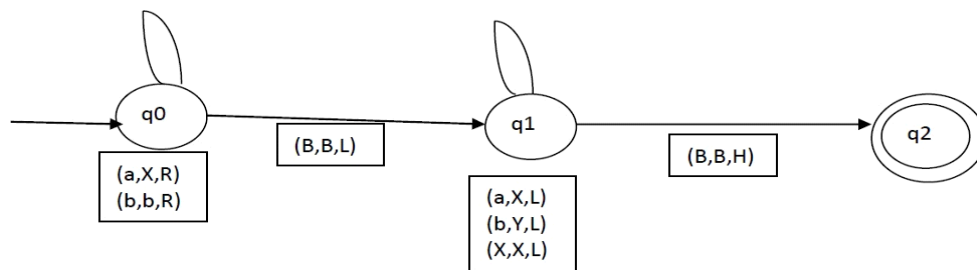 q0
q1
q2
(B,B,L)
(B,B,H)
(a,X,R)
(b,b,R)
(a,X,L)
(b,Y,L)
(X,X,L)